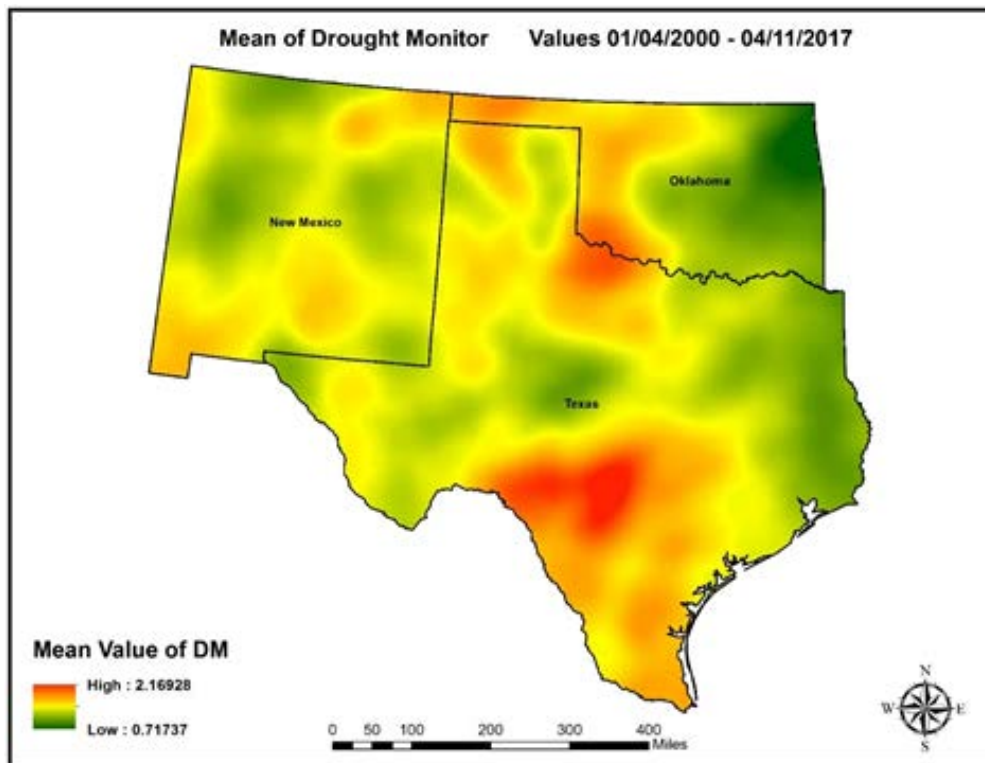 Mean of Drought Monitor Values 01/04/2000 - 04/11/2017
Oklahoma
New Mexico
Texas
Mean Value of DM
High : 2.16928
Low : 0.71737
0 50 100 200 300 400
Miles
N
W E
S